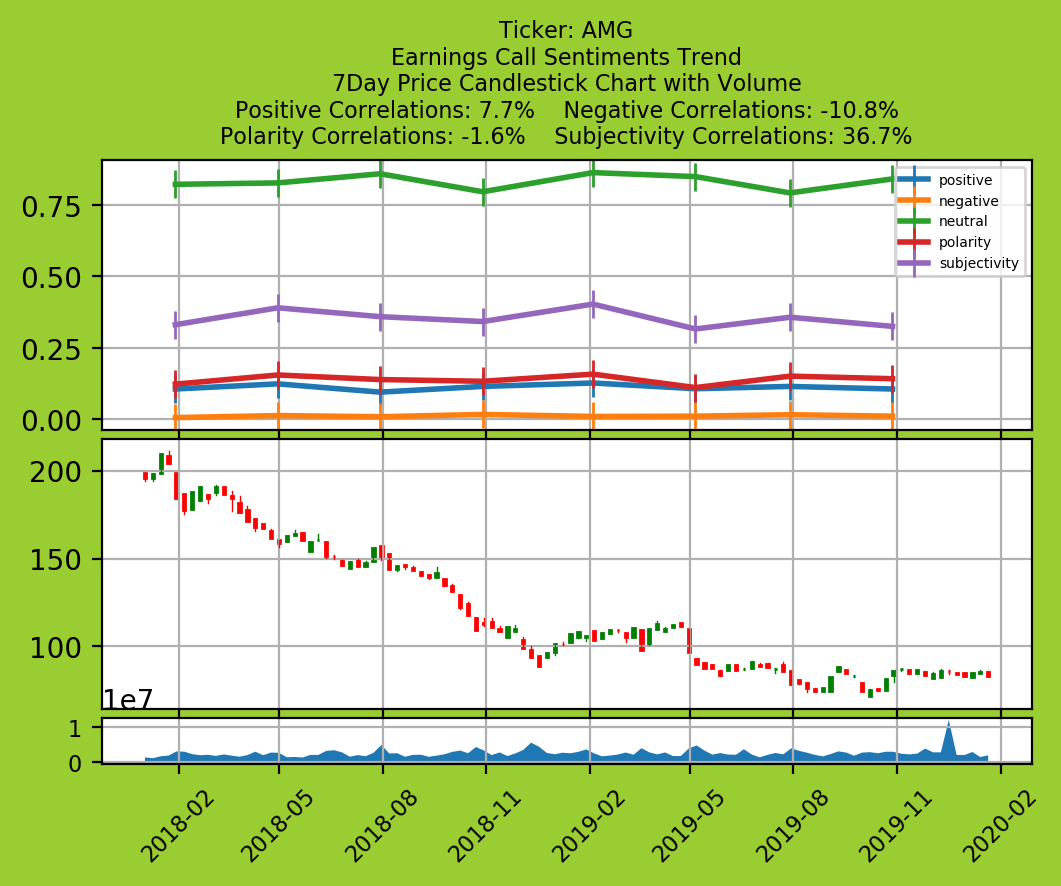 Ticker: AMG
Earnings Call Sentiments Trend
7Day Price Candlestick Chart with Volume
Positive Correlations: 7.7%    Negative Correlations: -10.8%
Polarity Correlations: -1.6%    Subjectivity Correlations: 36.7%
0.75
0.50
0.25
0.00
positive
negative
neutral
polarity
subjectivity
200
150
100
1e7
1
0
2018-02
2018-05
2018-08
2018-11
2019-02
2019-05
2019-08
2019-11
2020-02